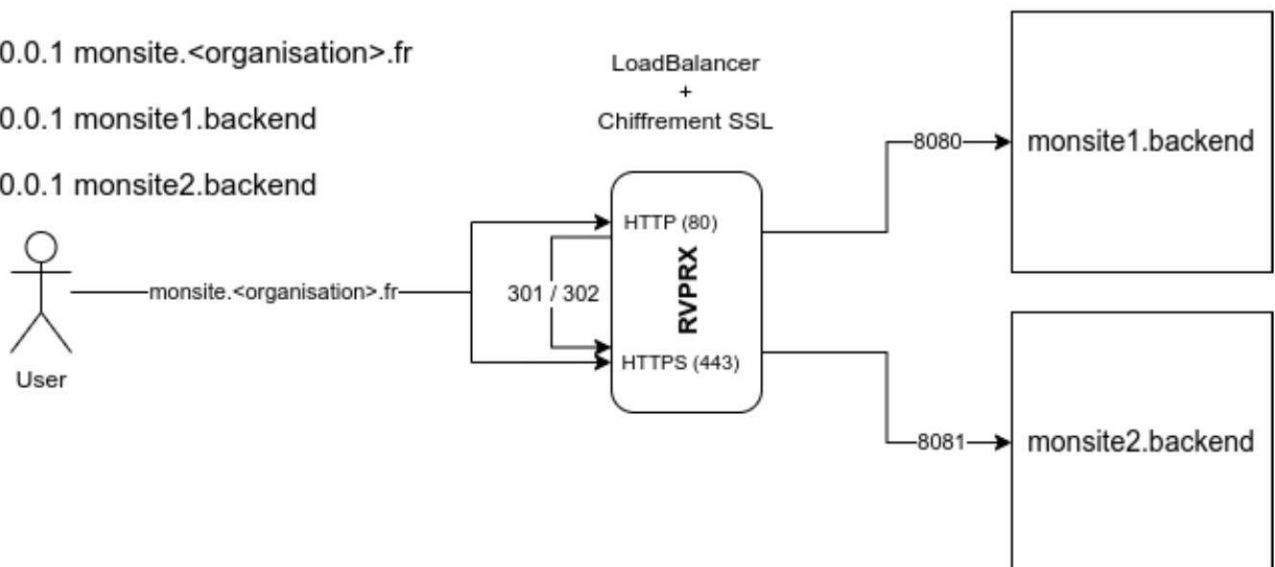 0.0.1 monsite.<organisation>.fr
0.0.1 monsite1.backend
0.0.1 monsite2.backend
LoadBalancer
+
Chiffrement SSL
User
monsite.<organisation>.fr
301 / 302
HTTP (80)
RVPRX
HTTPS (443)
8080
monsite1.backend
8081
monsite2.backend